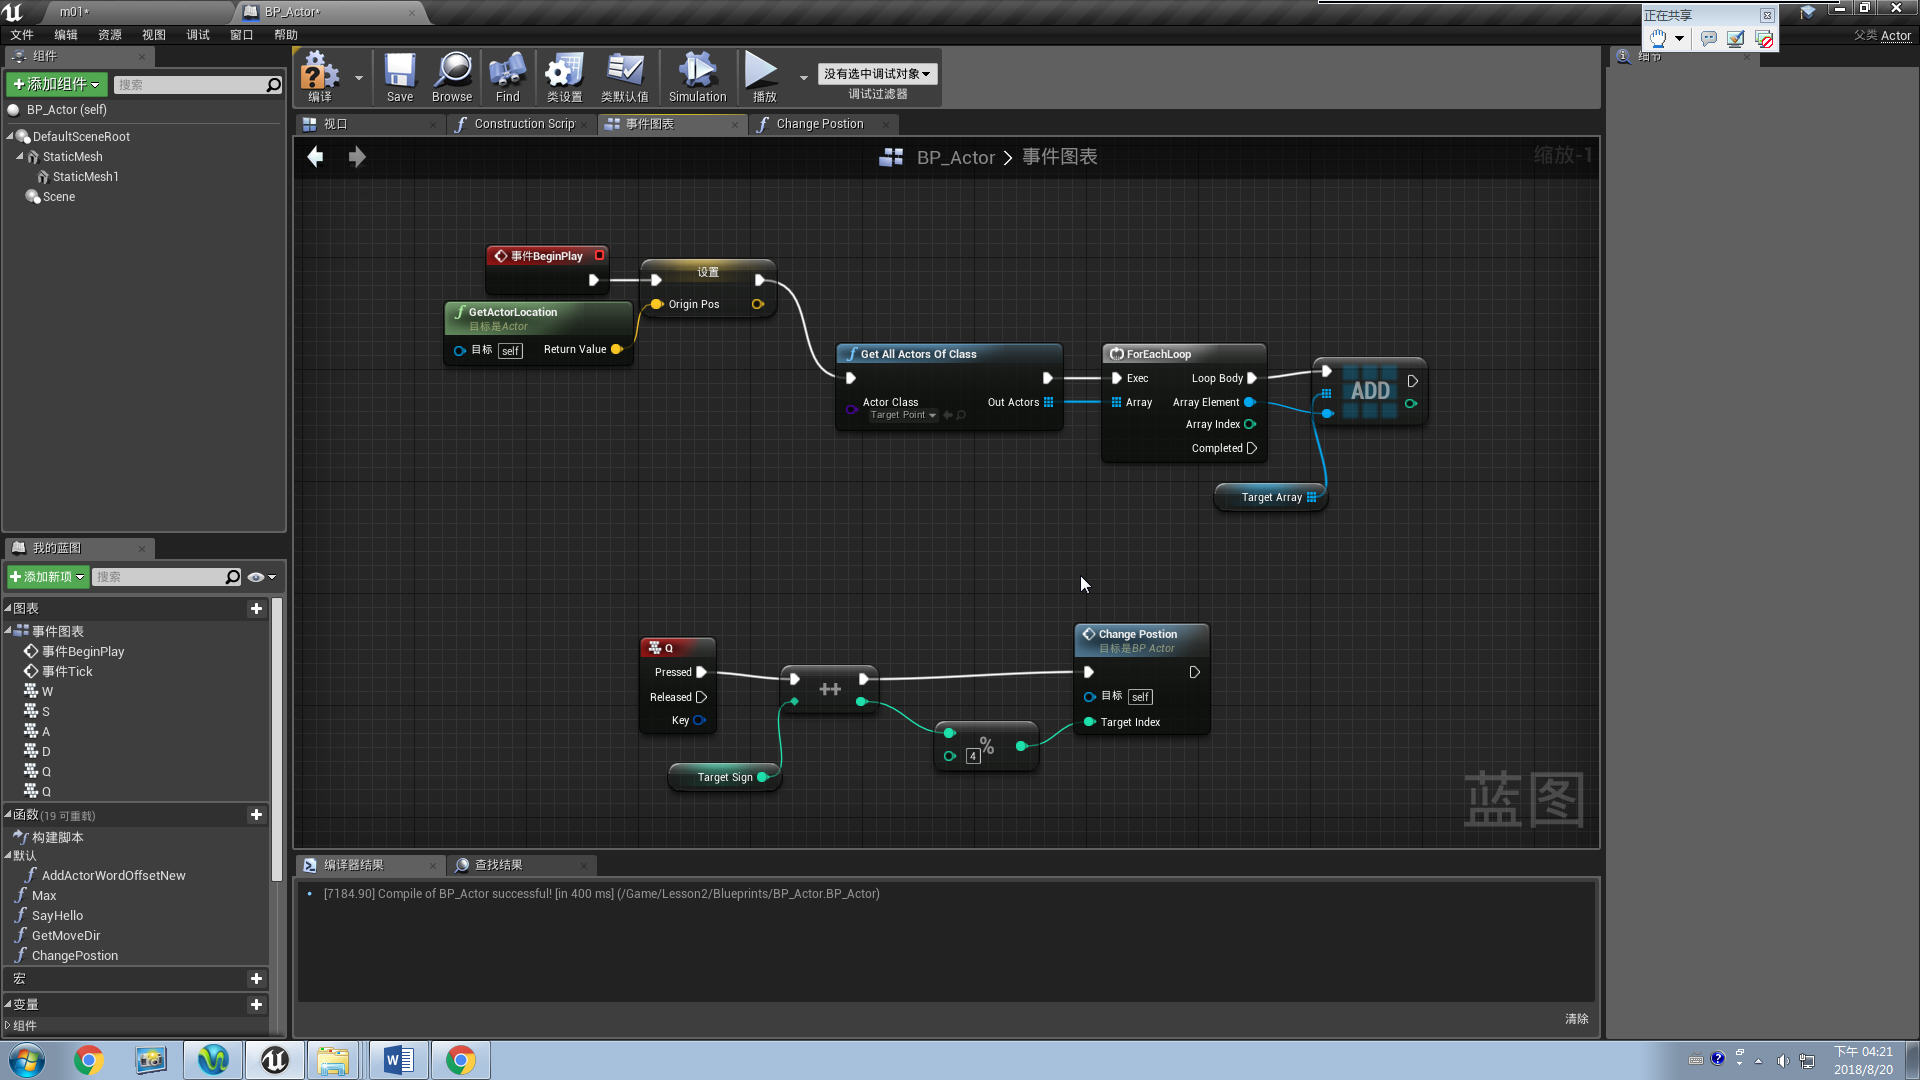 m01*
BP_Actor*
正在共享
文件 编辑 资源 视图 调试 窗口 帮助
父类 Actor
组件
细节
添加组件
搜索
编译
Save
Browse
Find
类设置
类默认值
Simulation
播放
没有选中调试对象
调试过滤器
BP_Actor (self)
DefaultSceneRoot
StaticMesh
StaticMesh1
Scene
视口
Construction Scrip
事件图表
Change Postion
BP_Actor > 事件图表
缩放-1
事件BeginPlay
设置
Origin Pos
GetActorLocation
目标是Actor
目标 self
Return Value
Get All Actors Of Class
Actor Class
Target Point
Out Actors
ForEachLoop
Exec
Loop Body
Array
Array Element
Array Index
Completed
ADD
Target Array
Q
Pressed
Released
Key
++
Target Sign
%
4
Change Postion
目标是BP Actor
目标 self
Target Index
蓝图
我的蓝图
添加新项
搜索
图表
事件图表
事件BeginPlay
事件Tick
W
S
A
D
Q
Q
函数 (19 可重载)
构建脚本
默认
AddActorWordOffsetNew
Max
SayHello
GetMoveDir
ChangePostion
宏
变量
组件
编译器结果
查找结果
[7184.90] Compile of BP_Actor successful! [in 400 ms] (/Game/Lesson2/Blueprints/BP_Actor.BP_Actor)
清除
下午 04:21
2018/8/20